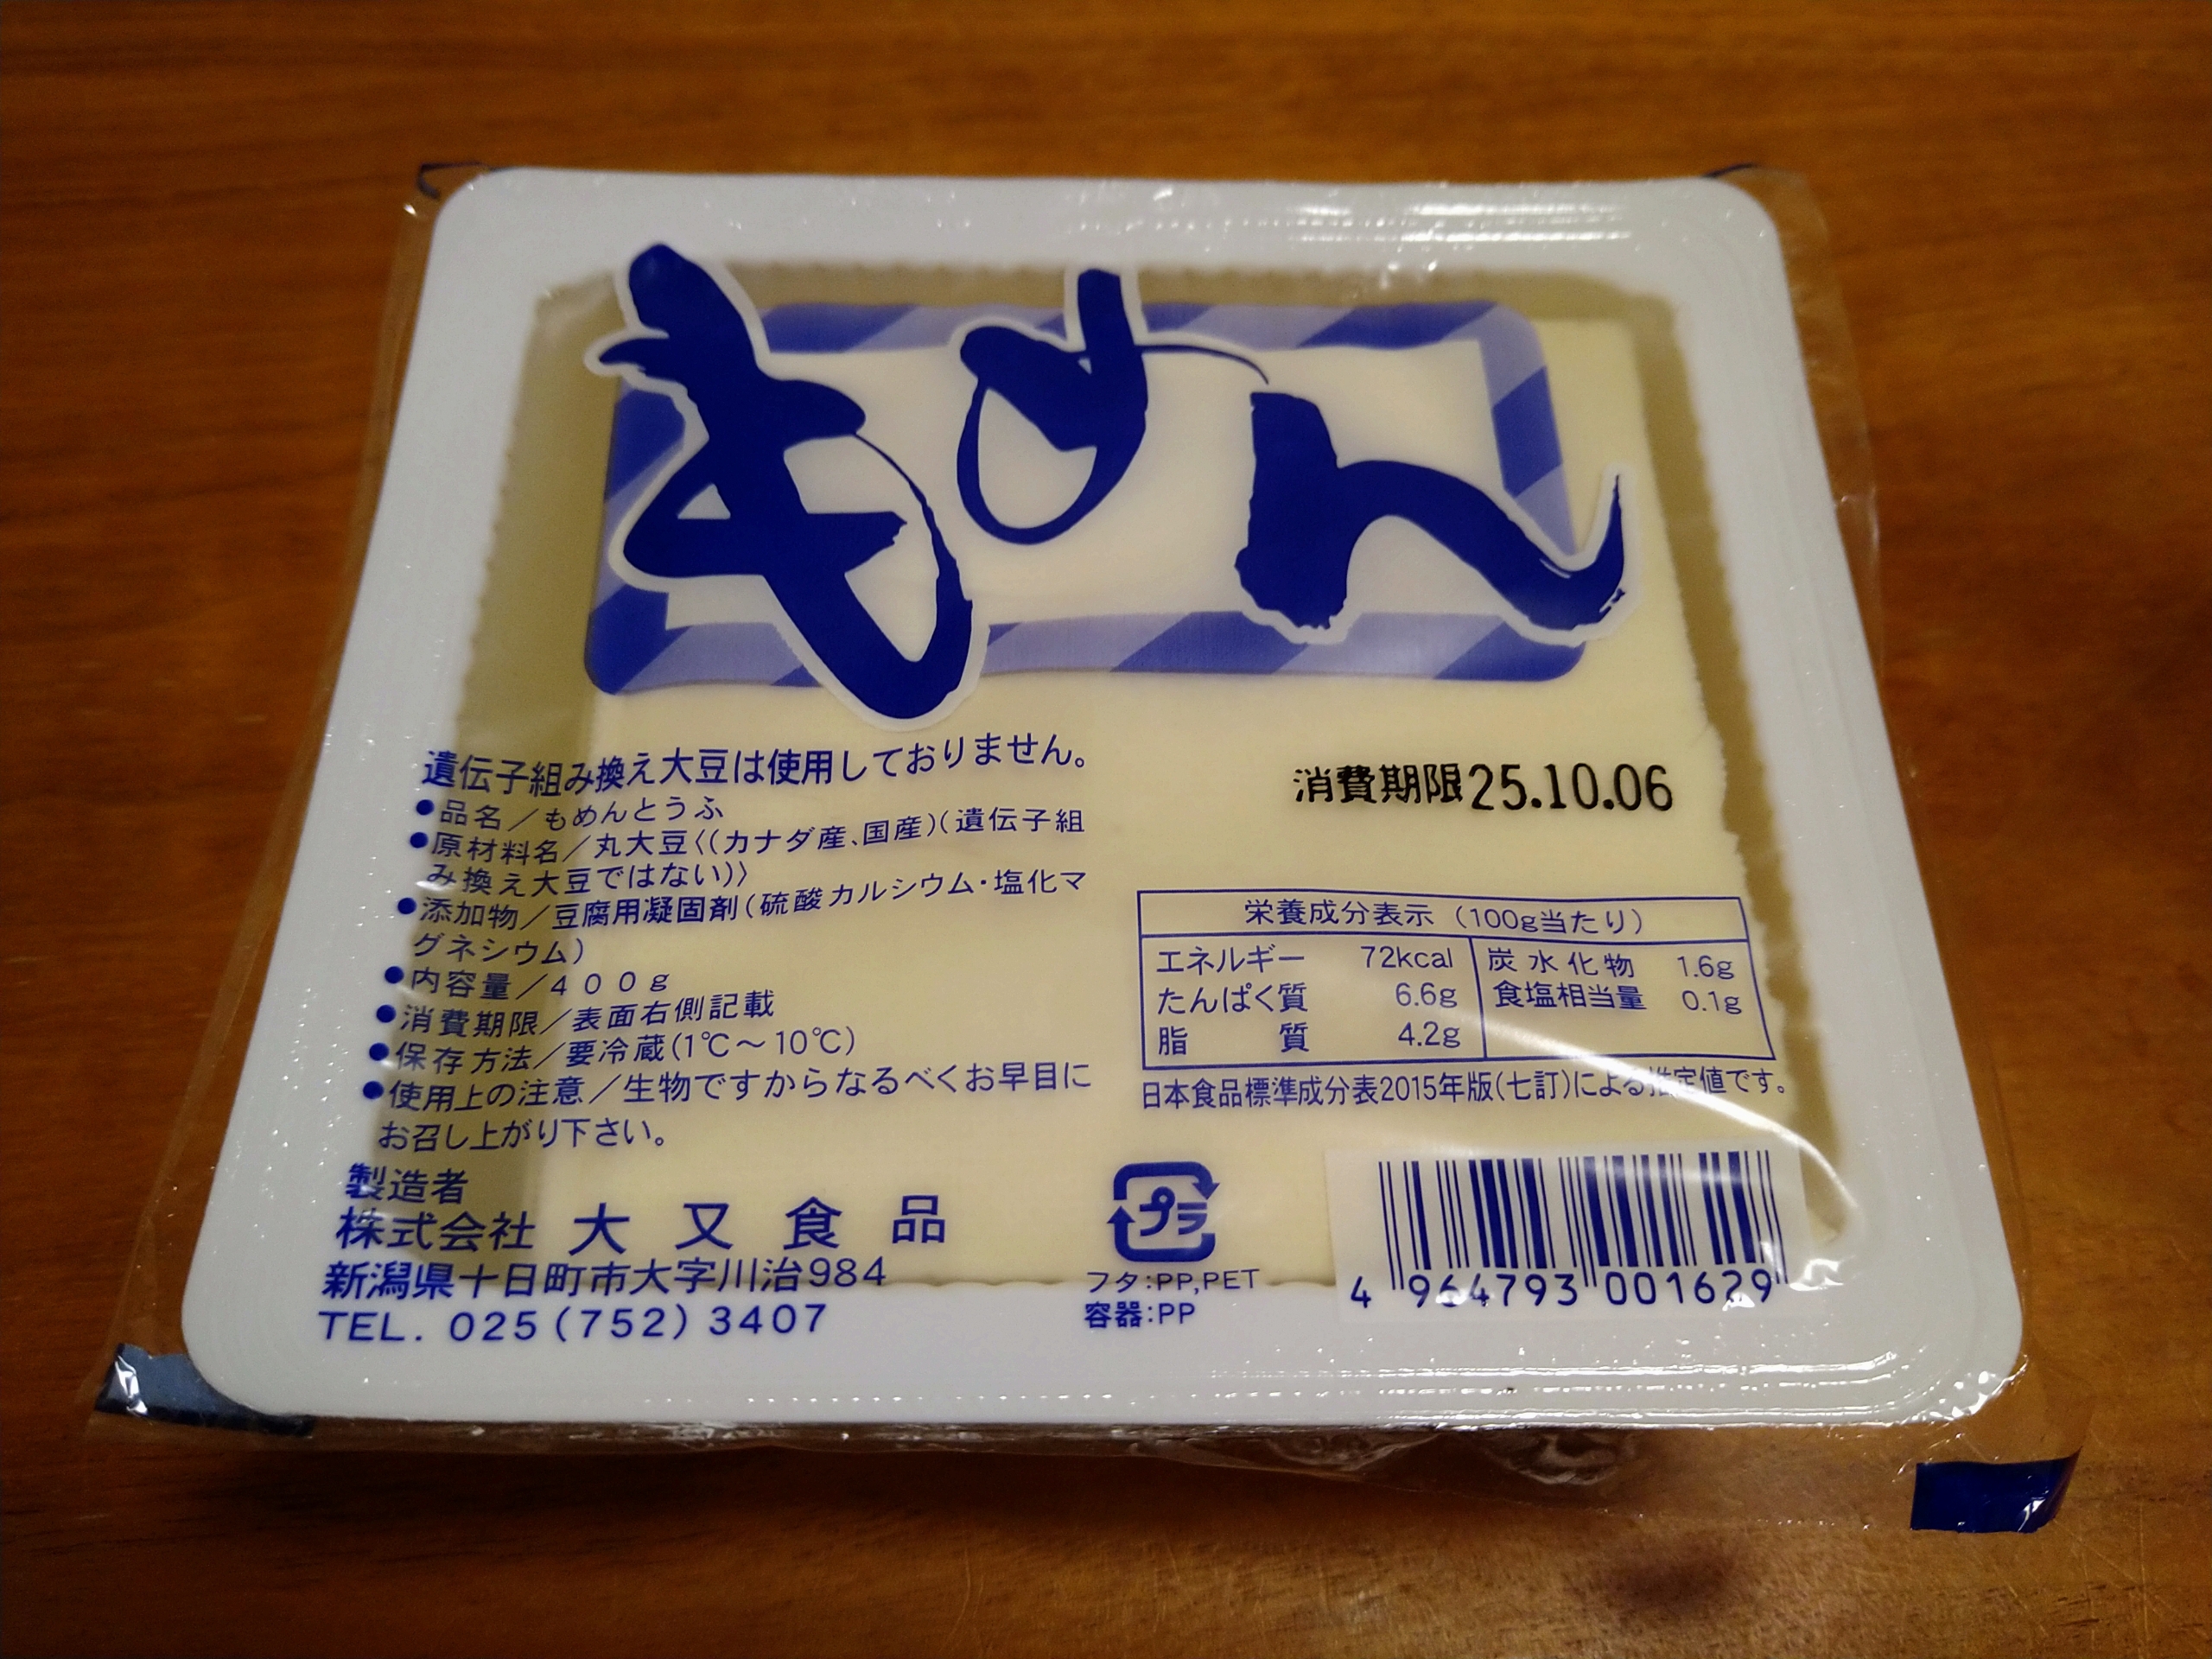 もめん
遺伝子組み換え大豆は使用しておりません。
●品名／もめんとうふ
●原材料名／丸大豆〈(カナダ産、国産)(遺伝子組
み換え大豆ではない)〉
●添加物／豆腐用凝固剤(硫酸カルシウム・塩化マ
グネシウム)
●内容量／400g
●消費期限／表面右側記載
●保存方法／要冷蔵(1℃～10℃)
●使用上の注意／生物ですからなるべくお早目に
お召し上がり下さい。
製造者
株式会社 大又食品
新潟県十日町市大字川治984
TEL. 025(752)3407
消費期限25.10.06
栄養成分表示 (100g当たり)
エネルギー 72kcal 炭水化物 1.6g
たんぱく質 6.6g 食塩相当量 0.1g
脂質 4.2g
日本食品標準成分表2015年版(七訂)による推定値です。
プラ
フタ:PP,PET
容器:PP
4 964793 001629